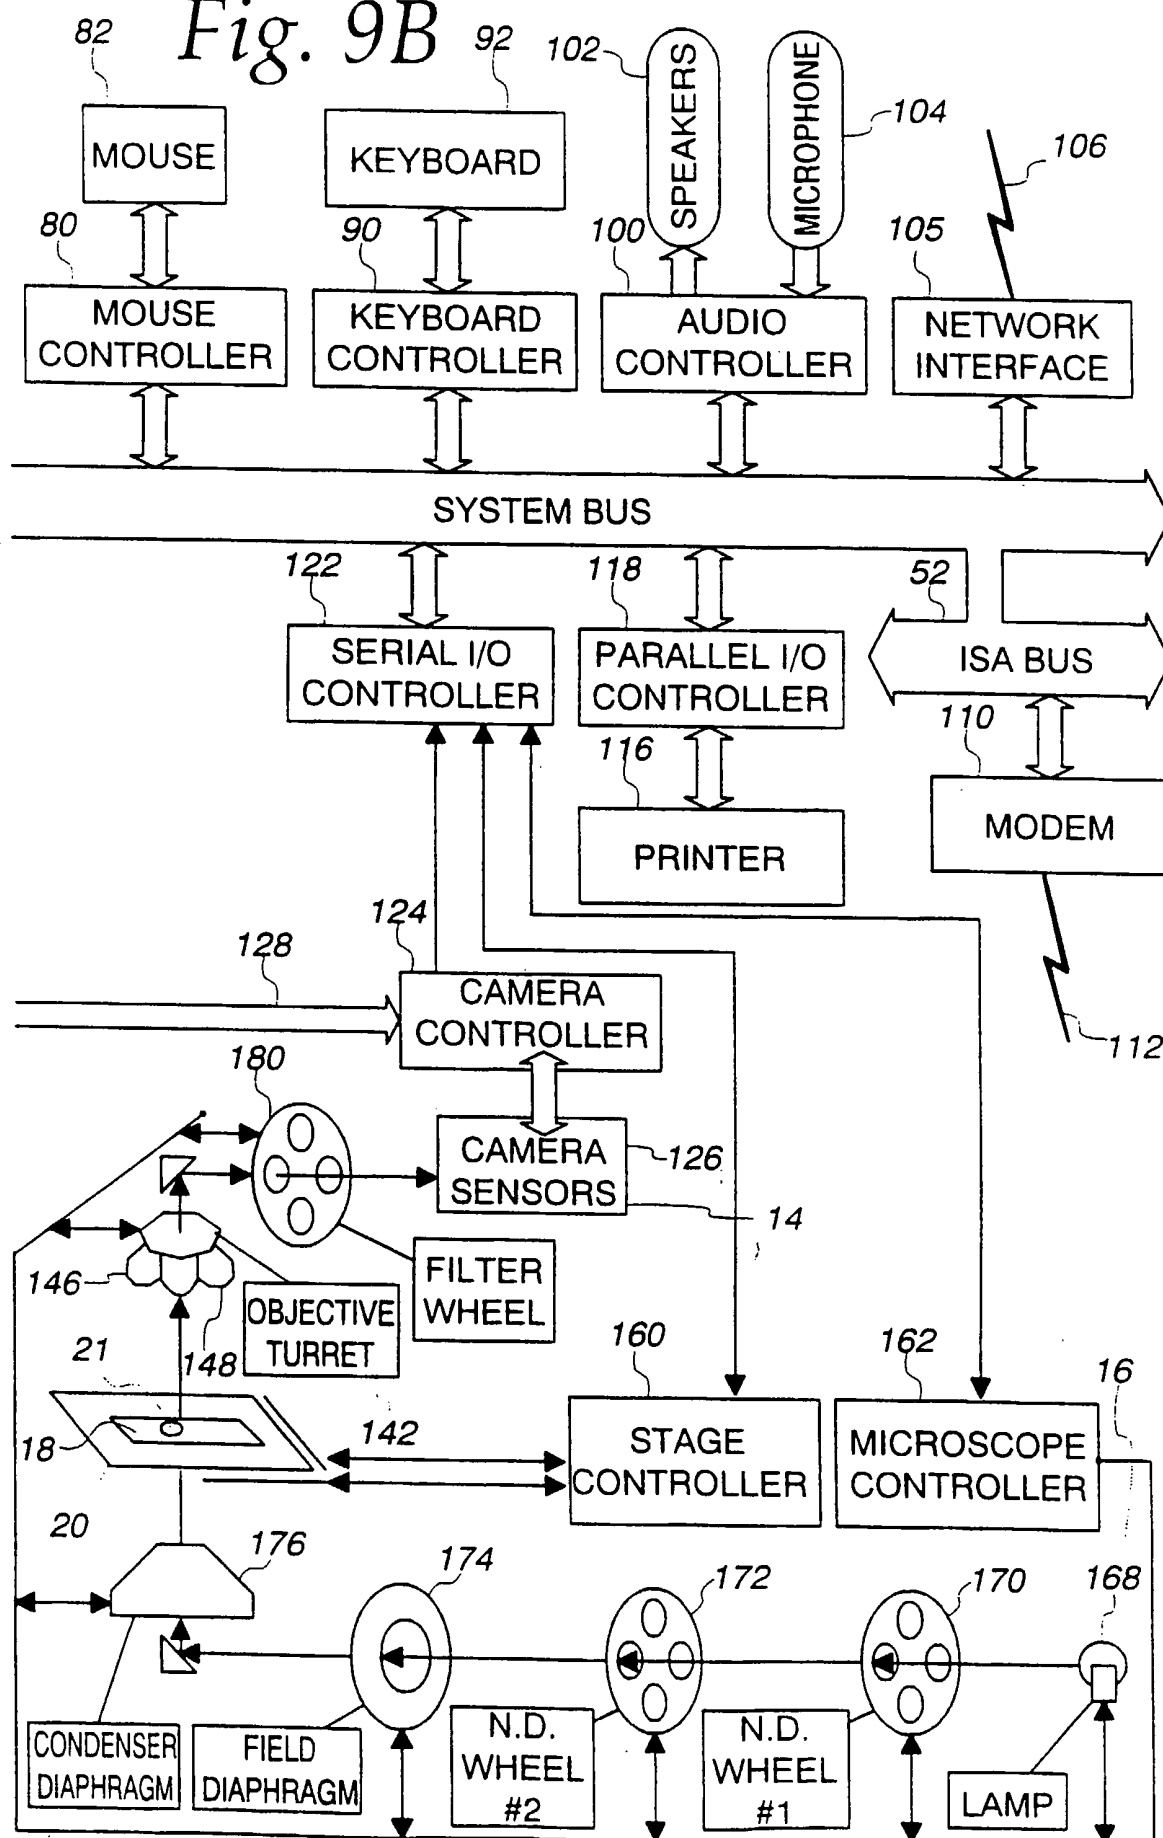 Fig. 9B
82
92
102
SPEAKERS
MICROPHONE
104
106
MOUSE
KEYBOARD
80
90
100
105
MOUSE
CONTROLLER
KEYBOARD
CONTROLLER
AUDIO
CONTROLLER
NETWORK
INTERFACE
SYSTEM BUS
122
118
52
SERIAL I/O
CONTROLLER
PARALLEL I/O
CONTROLLER
ISA BUS
116
110
PRINTER
MODEM
124
128
CAMERA
CONTROLLER
112
180
CAMERA
SENSORS
126
14
146
148
OBJECTIVE
TURRET
FILTER
WHEEL
21
18
142
160
162
16
STAGE
CONTROLLER
MICROSCOPE
CONTROLLER
20
176
174
172
170
168
CONDENSER
DIAPHRAGM
FIELD
DIAPHRAGM
N.D.
WHEEL
#2
N.D.
WHEEL
#1
LAMP